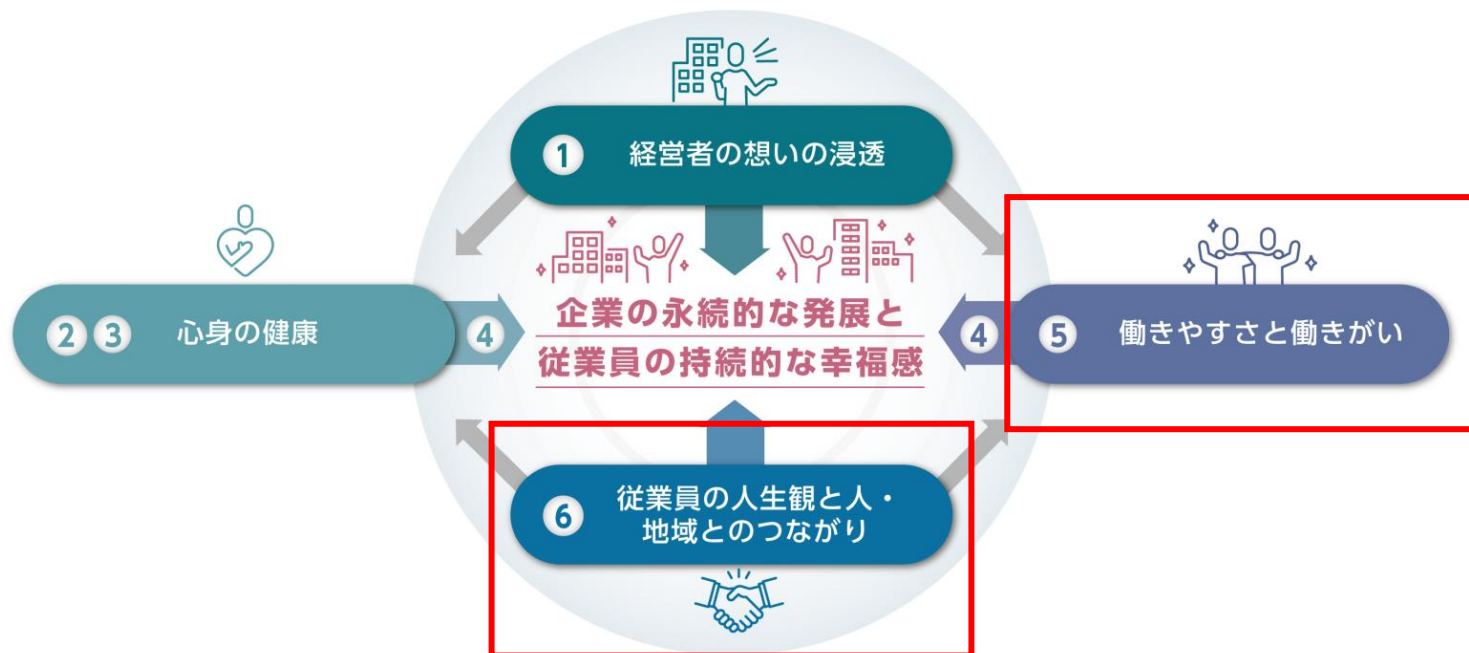 ① 経営者の想いの浸透
② ③ 心身の健康
④
企業の永続的な発展と
従業員の持続的な幸福感
④
⑤ 働きやすさと働きがい
⑥ 従業員の人生観と人・
地域とのつながり